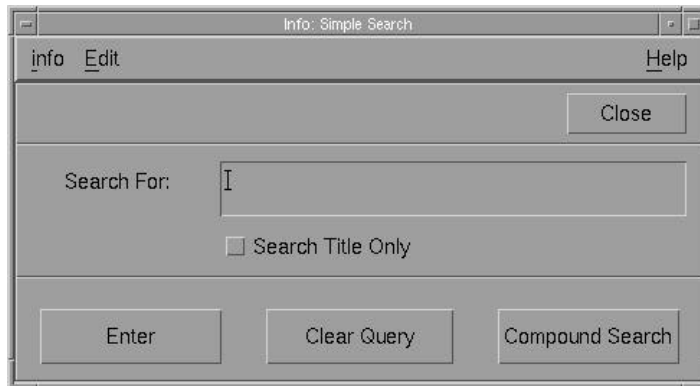 Info: Simple Search
info Edit Help
Close
Search For:
Search Title Only
Enter Clear Query Compound Search